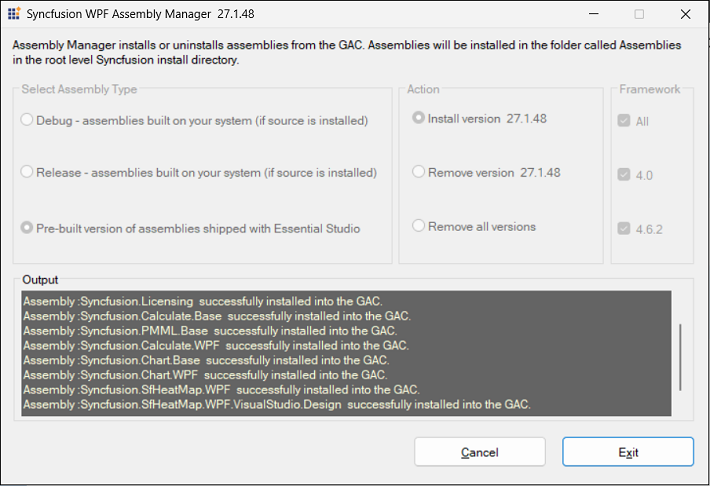 Syncfusion WPF Assembly Manager 27.1.48
Assembly Manager installs or uninstalls assemblies from the GAC. Assemblies will be installed in the folder called Assemblies
in the root level Syncfusion install directory.
Select Assembly Type
Debug - assemblies built on your system (if source is installed)
Release - assemblies built on your system (if source is installed)
Pre-built version of assemblies shipped with Essential Studio
Action
Install version 27.1.48
Remove version 27.1.48
Remove all versions
Framework
All
4.0
4.6.2
Output
Assembly :Syncfusion.Licensing successfully installed into the GAC.
Assembly :Syncfusion.Calculate.Base successfully installed into the GAC.
Assembly :Syncfusion.PMML.Base successfully installed into the GAC.
Assembly :Syncfusion.Calculate.WPF successfully installed into the GAC.
Assembly :Syncfusion.Chart.Base successfully installed into the GAC.
Assembly :Syncfusion.Chart.WPF successfully installed into the GAC.
Assembly :Syncfusion.SfHeatMap.WPF successfully installed into the GAC.
Assembly :Syncfusion.SfHeatMap.WPF.VisualStudio.Design successfully installed into the GAC.
Cancel
Exit